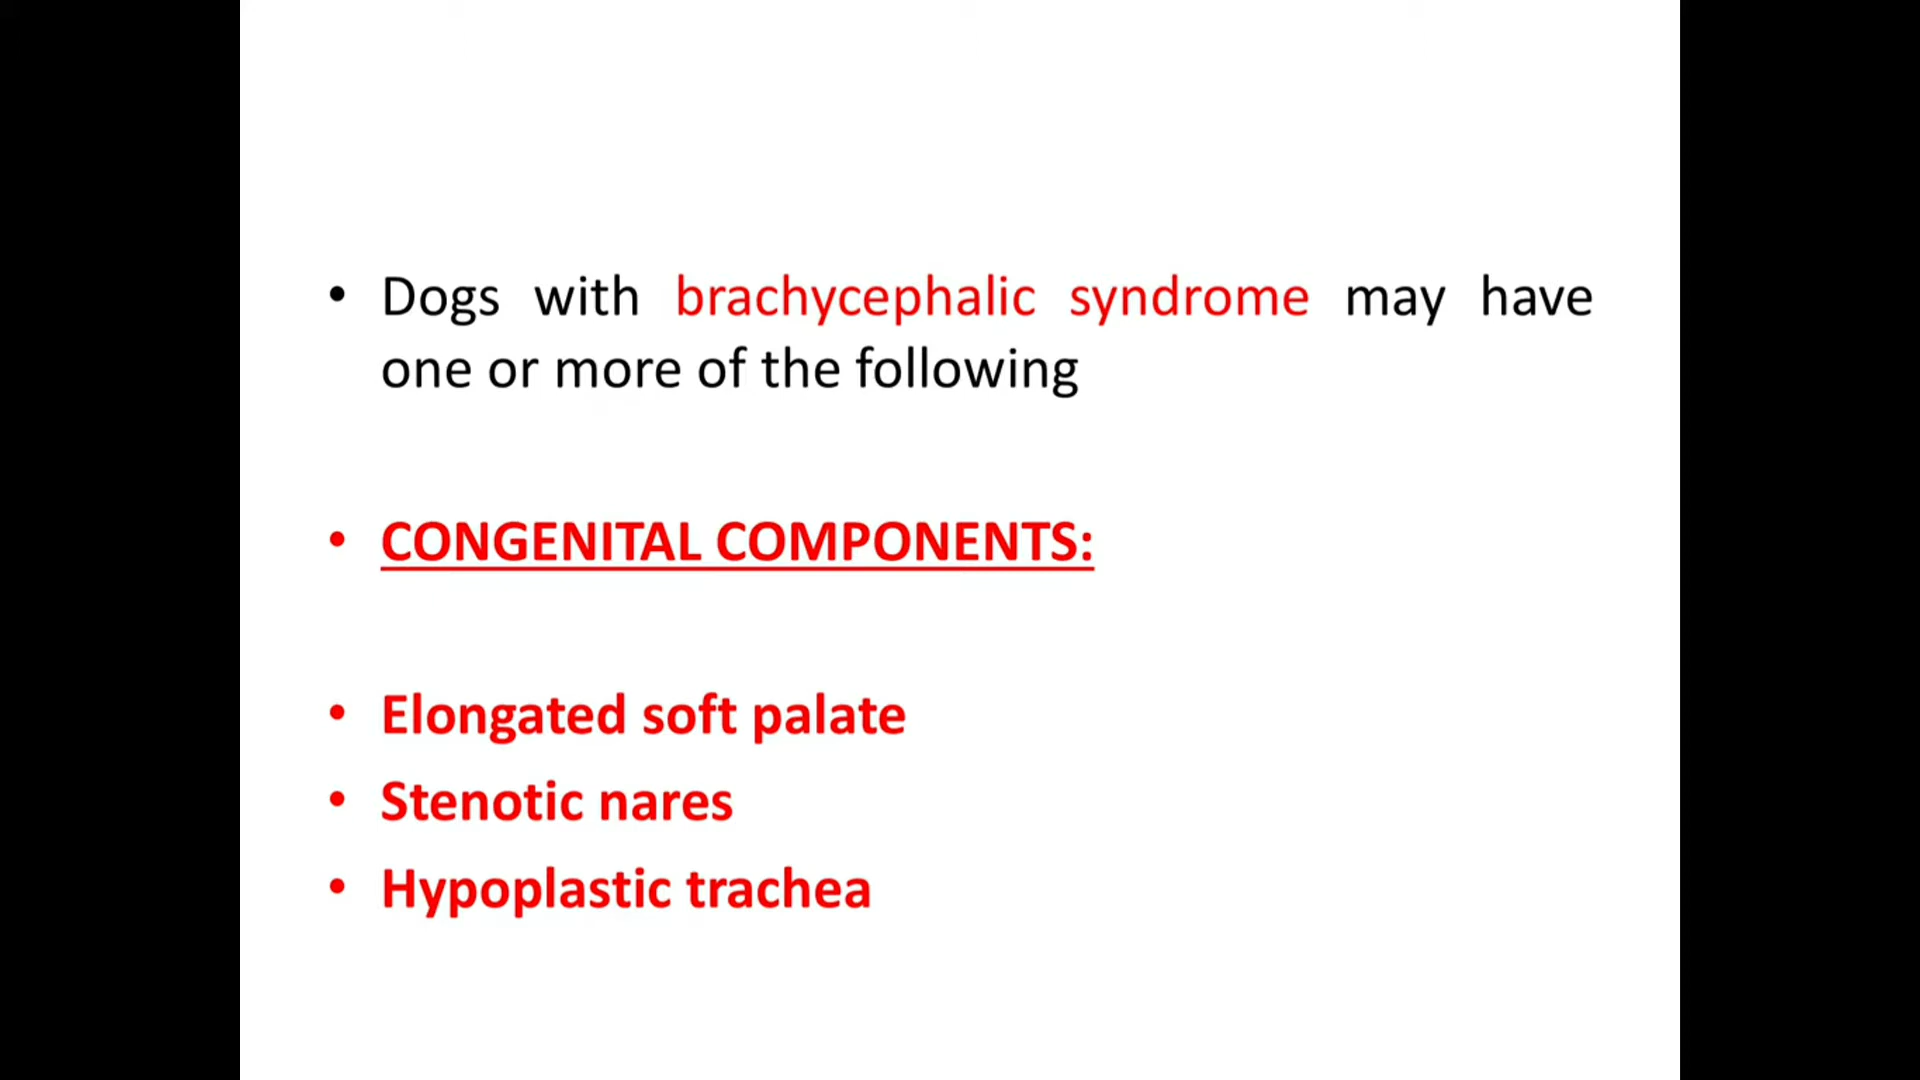 • Dogs with brachycephalic syndrome may have
one or more of the following
• CONGENITAL COMPONENTS:
• Elongated soft palate
• Stenotic nares
• Hypoplastic trachea